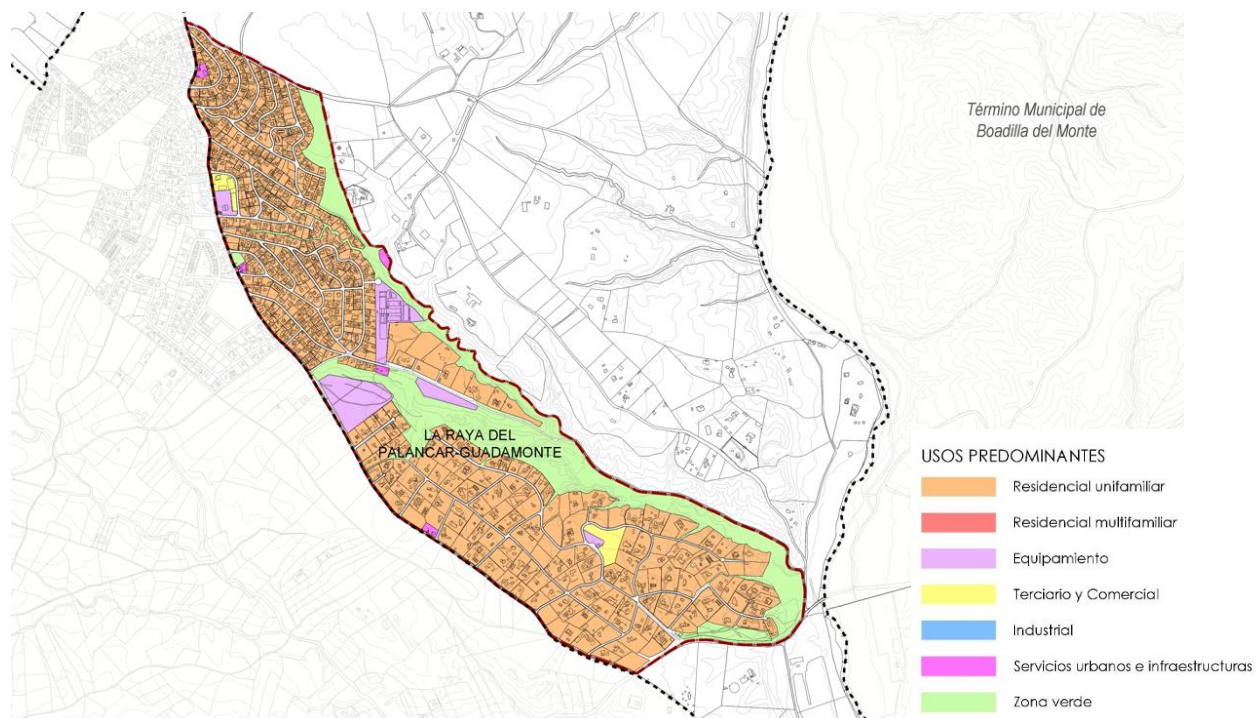 Término Municipal de
Boadilla del Monte
LA RAYA DEL
PALANCAR-GUADAMONTE
USOS PREDOMINANTES
Residencial unifamiliar
Residencial multifamiliar
Equipamiento
Terciario y Comercial
Industrial
Servicios urbanos e infraestructuras
Zona verde